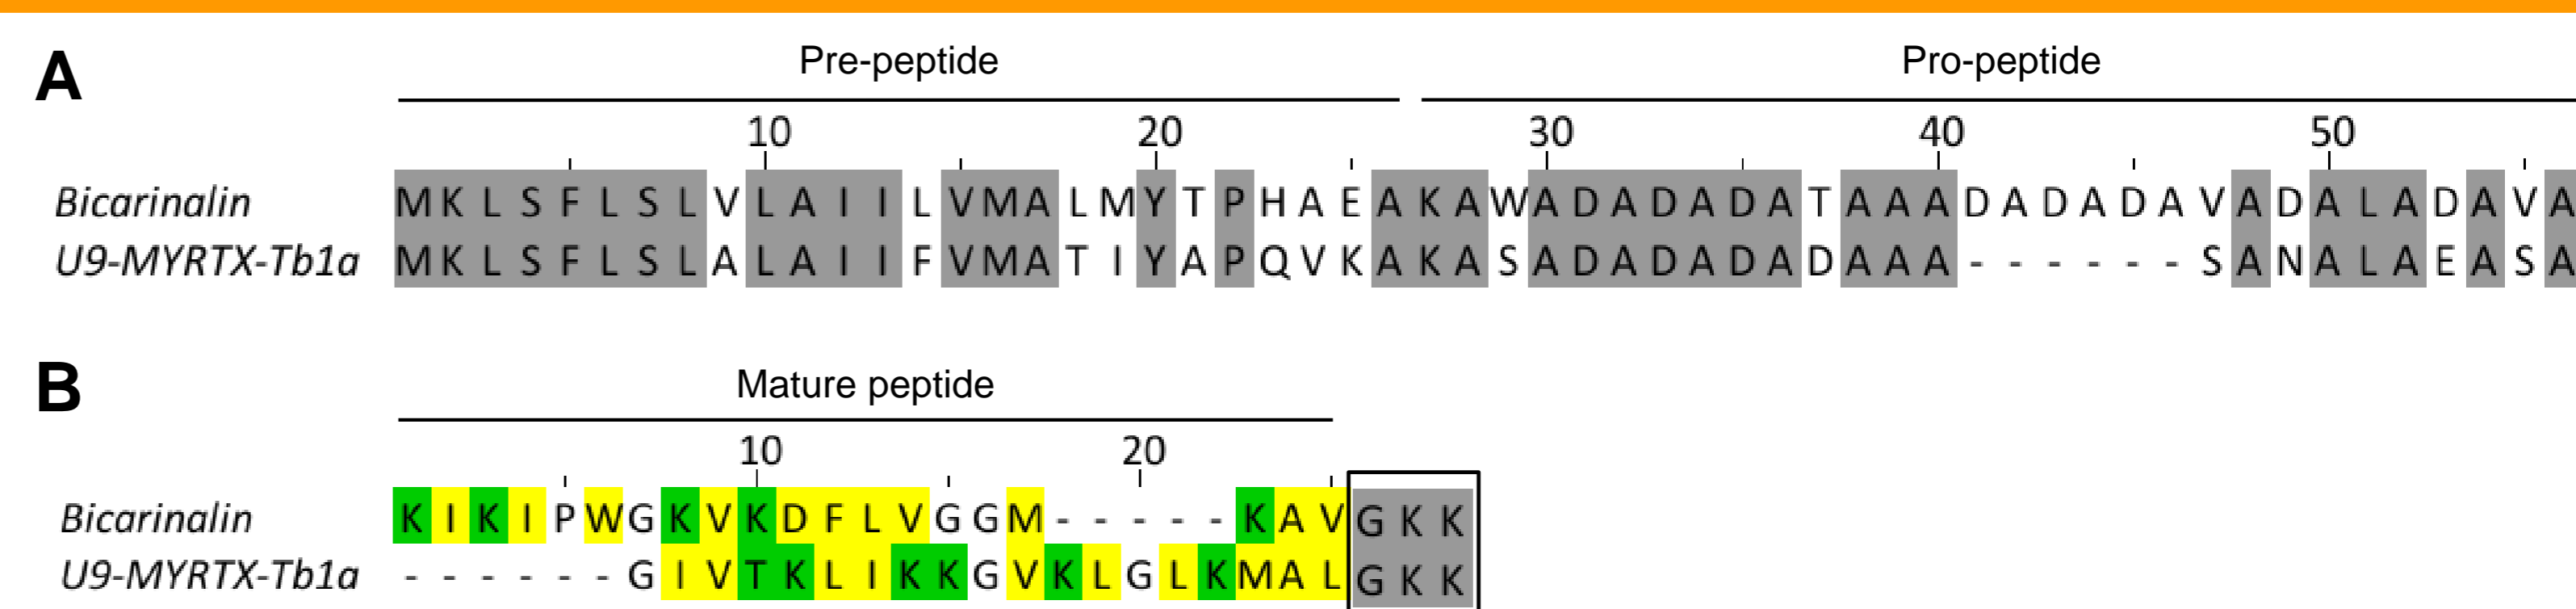 A
Pre-peptide Pro-peptide
10 20 30 40 50
Bicarinalin M K L S F L S L V L A I I L V M A L M Y T P H A E A K A W A D A D A D A T A A A D A D A D A V A D A L A D A V A
U9-MYRTX-Tb1a M K L S F L S L A L A I I F V M A T I Y A P Q V K A K A S A D A D A D A D A A A - - - - - - S A N A L A E A S A
B
Mature peptide
10 20
Bicarinalin K I K I P W G K V K D F L V G G M - - - - - K A V G K K
U9-MYRTX-Tb1a - - - - - - G I V T K L I K K G V K L G L K M A L G K K